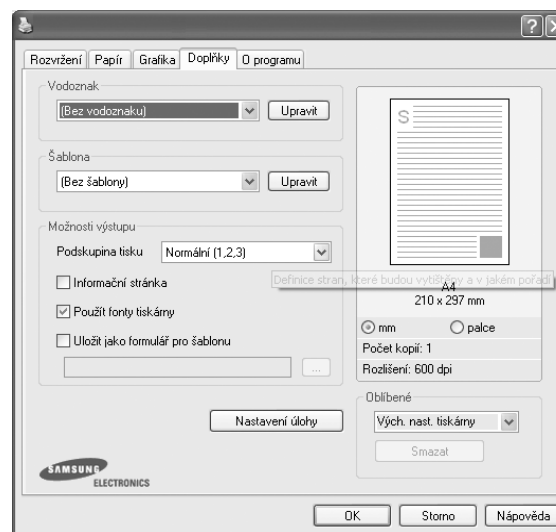 Rozvržení Papír Grafika Doplňky O programu
Vodoznak
(Bez vodoznaku) Upravit
Šablona
(Bez šablony) Upravit
Možnosti výstupu
Podskupina tisku Normální (1,2,3)
Informační stránka
Použít fonty tiskárny
Uložit jako formulář pro šablonu
...
Nastavení úlohy
SAMSUNG
ELECTRONICS
S
Definice stran, které budou vytištěny a v jakém pořadí
A4
210 x 297 mm
mm palce
Počet kopií: 1
Rozlišení: 600 dpi
Oblíbené
Vých. nast. tiskárny
Smazat
OK Storno Nápověda